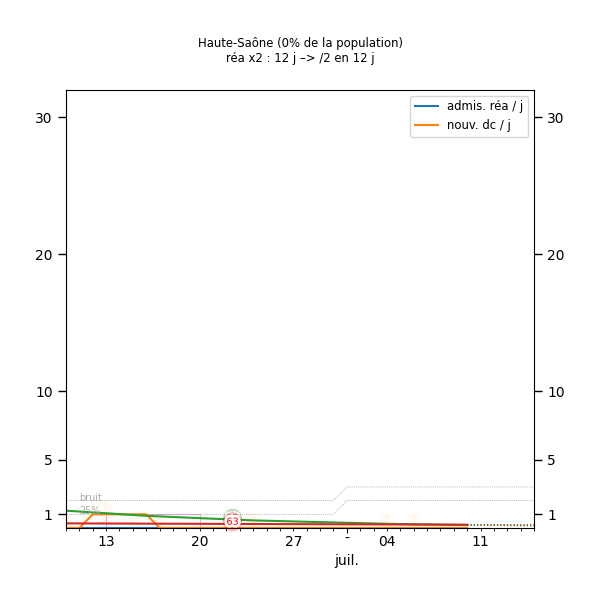 Haute-Saône (0% de la population)
réa x2 : 12 j –> /2 en 12 j
admis. réa / j
nouv. dc / j
30 30
20 20
10 10
5 5
1 1
bruit
25%
63
13 20 27 - 04 11
juil.